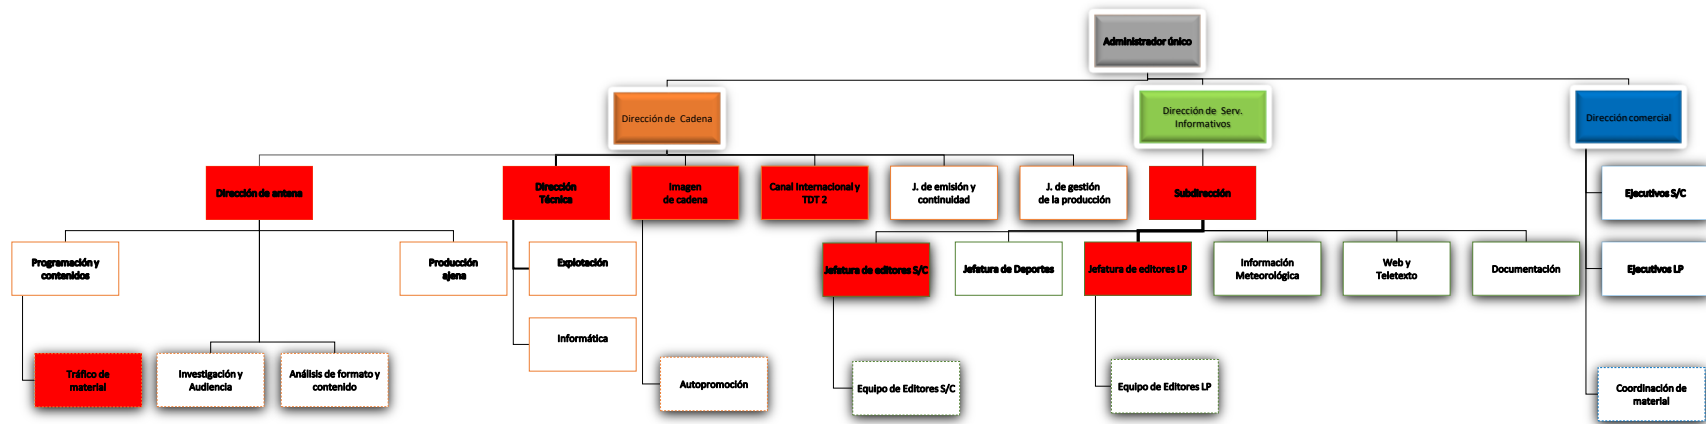 Administrador único
Dirección de Cadena
Dirección de Serv.
Informativos
Dirección comercial
Dirección de antena
Dirección
Técnica
Imagen
de cadena
Canal Internacional y
TDT 2
J. de emisión y
continuidad
J. de gestión
de la producción
Subdirección
Ejecutivos S/C
Programación y
contenidos
Producción
ajena
Explotación
Jefatura de editores S/C
Jefatura de Deportes
Jefatura de editores LP
Información
Meteorológica
Web y
Teletexto
Documentación
Ejecutivos LP
Informática
Tráfico de
material
Investigación y
Audiencia
Análisis de formato y
contenido
Autopromoción
Equipo de Editores S/C
Equipo de Editores LP
Coordinación de
material